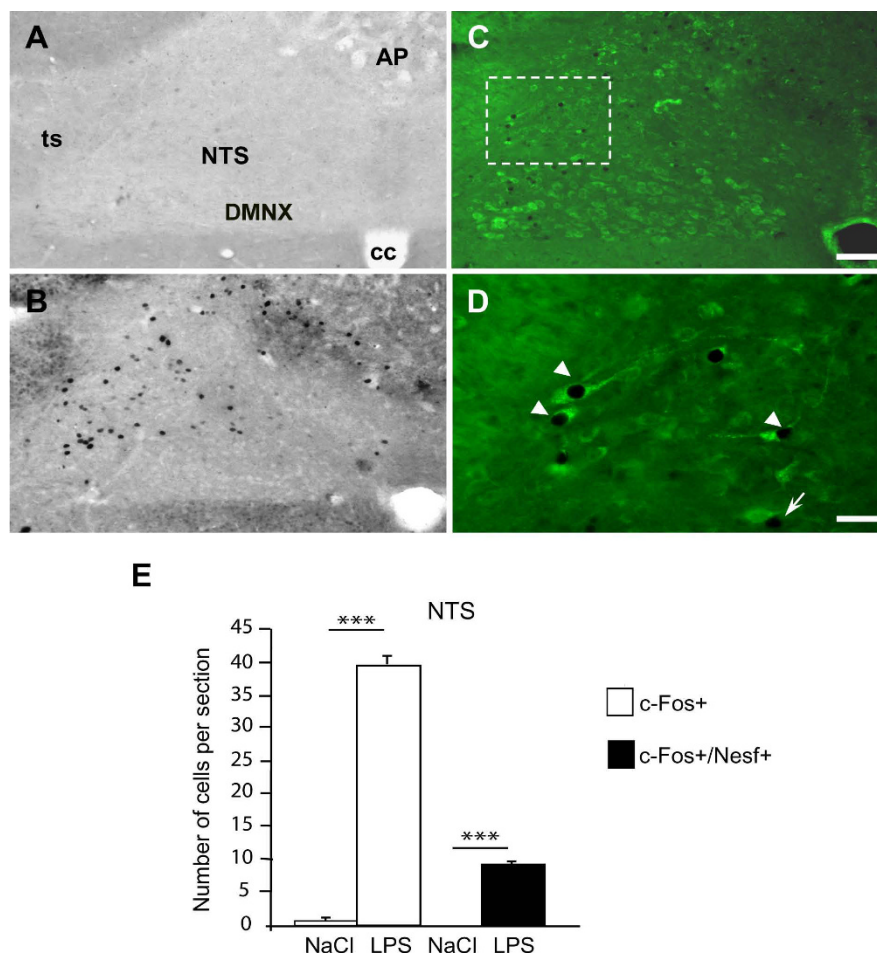 A
AP
ts
NTS
DMNX
cc
B
C
D
E
NTS
***
***
Number of cells per section
45
40
35
30
25
20
15
10
5
0
NaCl LPS NaCl LPS
c-Fos+
c-Fos+/Nesf+